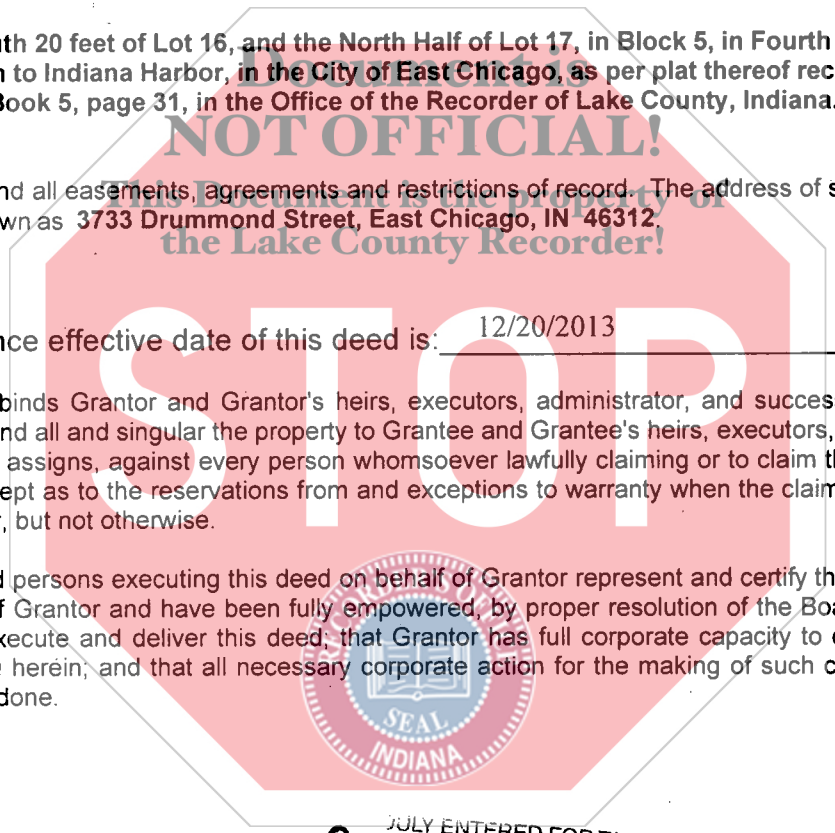 uth 20 feet of Lot 16, and the North Half of Lot 17, in Block 5, in Fourth
n to Indiana Harbor, in the City of East Chicago, as per plat thereof rec
Book 5, page 31, in the Office of the Recorder of Lake County, Indiana.
Document is
NOT OFFICIAL!
This Document is the property of
the Lake County Recorder!
nd all easements, agreements and restrictions of record. The address of s
wn as 3733 Drummond Street, East Chicago, IN 46312.
STOP
nce effective date of this deed is: 12/20/2013
binds Grantor and Grantor's heirs, executors, administrator, and succes
nd all and singular the property to Grantee and Grantee's heirs, executors,
assigns, against every person whomsoever lawfully claiming or to claim th
ept as to the reservations from and exceptions to warranty when the claim
, but not otherwise.
d persons executing this deed on behalf of Grantor represent and certify th
f Grantor and have been fully empowered, by proper resolution of the Boa
xecute and deliver this deed; that Grantor has full corporate capacity to
herein; and that all necessary corporate action for the making of such c
done.
RECORDER'S OFFICE
SEAL
INDIANA
ENTERED FOR